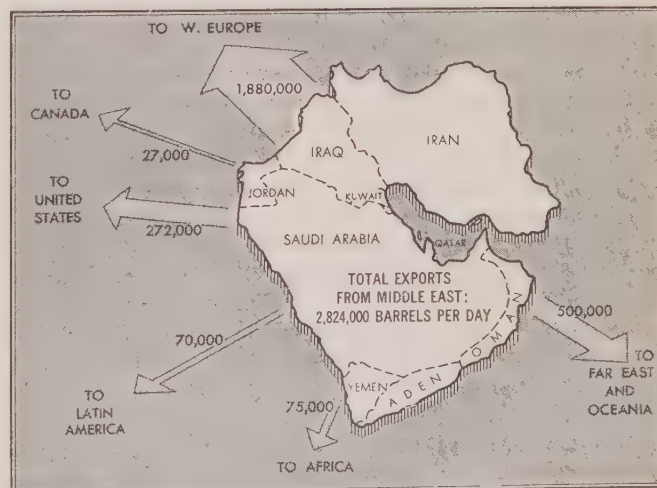 TO W. EUROPE
1,880,000
TO
CANADA
27,000
TO
UNITED
STATES
272,000
IRAN
IRAQ
JORDAN
KUWAIT
SAUDI ARABIA
QATAR
TOTAL EXPORTS
FROM MIDDLE EAST:
2,824,000 BARRELS PER DAY
70,000
TO
LATIN
AMERICA
75,000
TO AFRICA
YEMEN
ADEN
OMAN
500,000
TO
FAR EAST
AND
OCEANIA